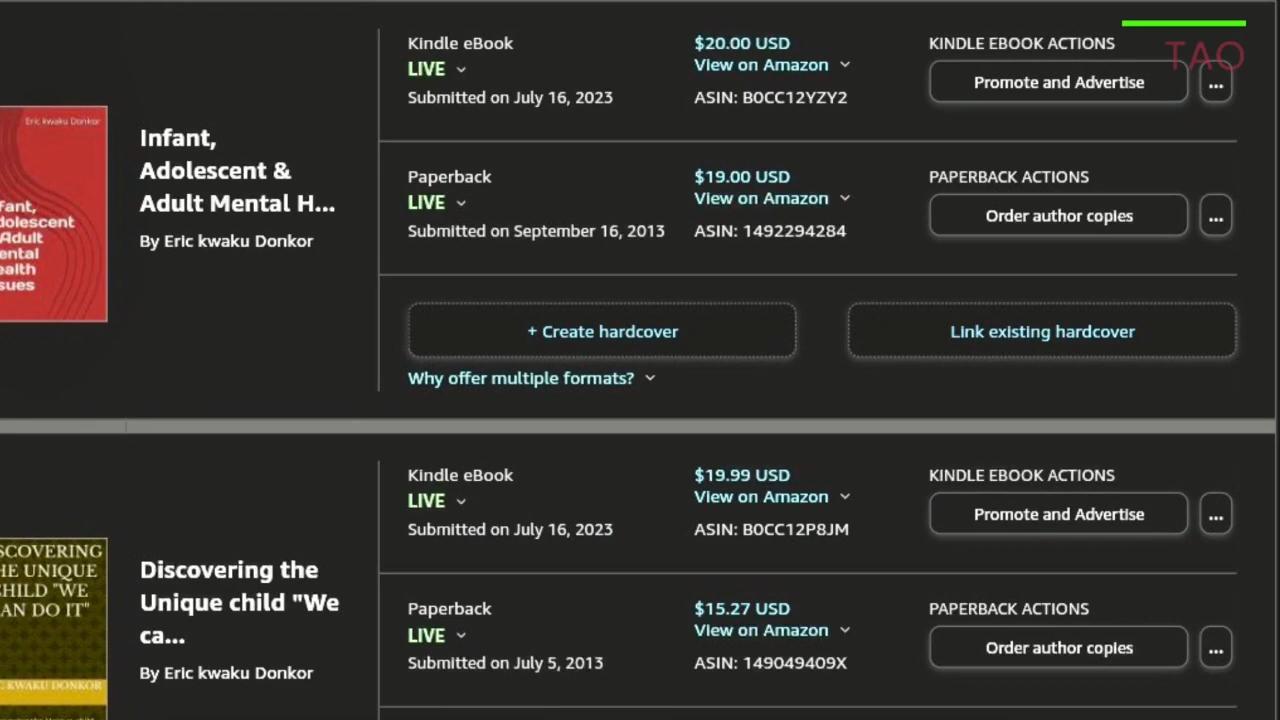 TAO
Kindle eBook
LIVE
Submitted on July 16, 2023
$20.00 USD
View on Amazon
ASIN: B0CC12YZY2
KINDLE EBOOK ACTIONS
Promote and Advertise
...
Eric kwaku Donkor
Infant,
Adolescent &
Adult Mental H...
By Eric kwaku Donkor
fant,
dolescent
Adult
ental
ealth
sues
Paperback
LIVE
Submitted on September 16, 2013
$19.00 USD
View on Amazon
ASIN: 1492294284
PAPERBACK ACTIONS
Order author copies
...
+ Create hardcover
Link existing hardcover
Why offer multiple formats?
Kindle eBook
LIVE
Submitted on July 16, 2023
$19.99 USD
View on Amazon
ASIN: B0CC12P8JM
KINDLE EBOOK ACTIONS
Promote and Advertise
...
SCOVERING
HE UNIQUE
CHILD "WE
AN DO IT"
C KWAKU DONKOR
Discovering the
Unique child "We
ca...
By Eric kwaku Donkor
Paperback
LIVE
Submitted on July 5, 2013
$15.27 USD
View on Amazon
ASIN: 149049409X
PAPERBACK ACTIONS
Order author copies
...